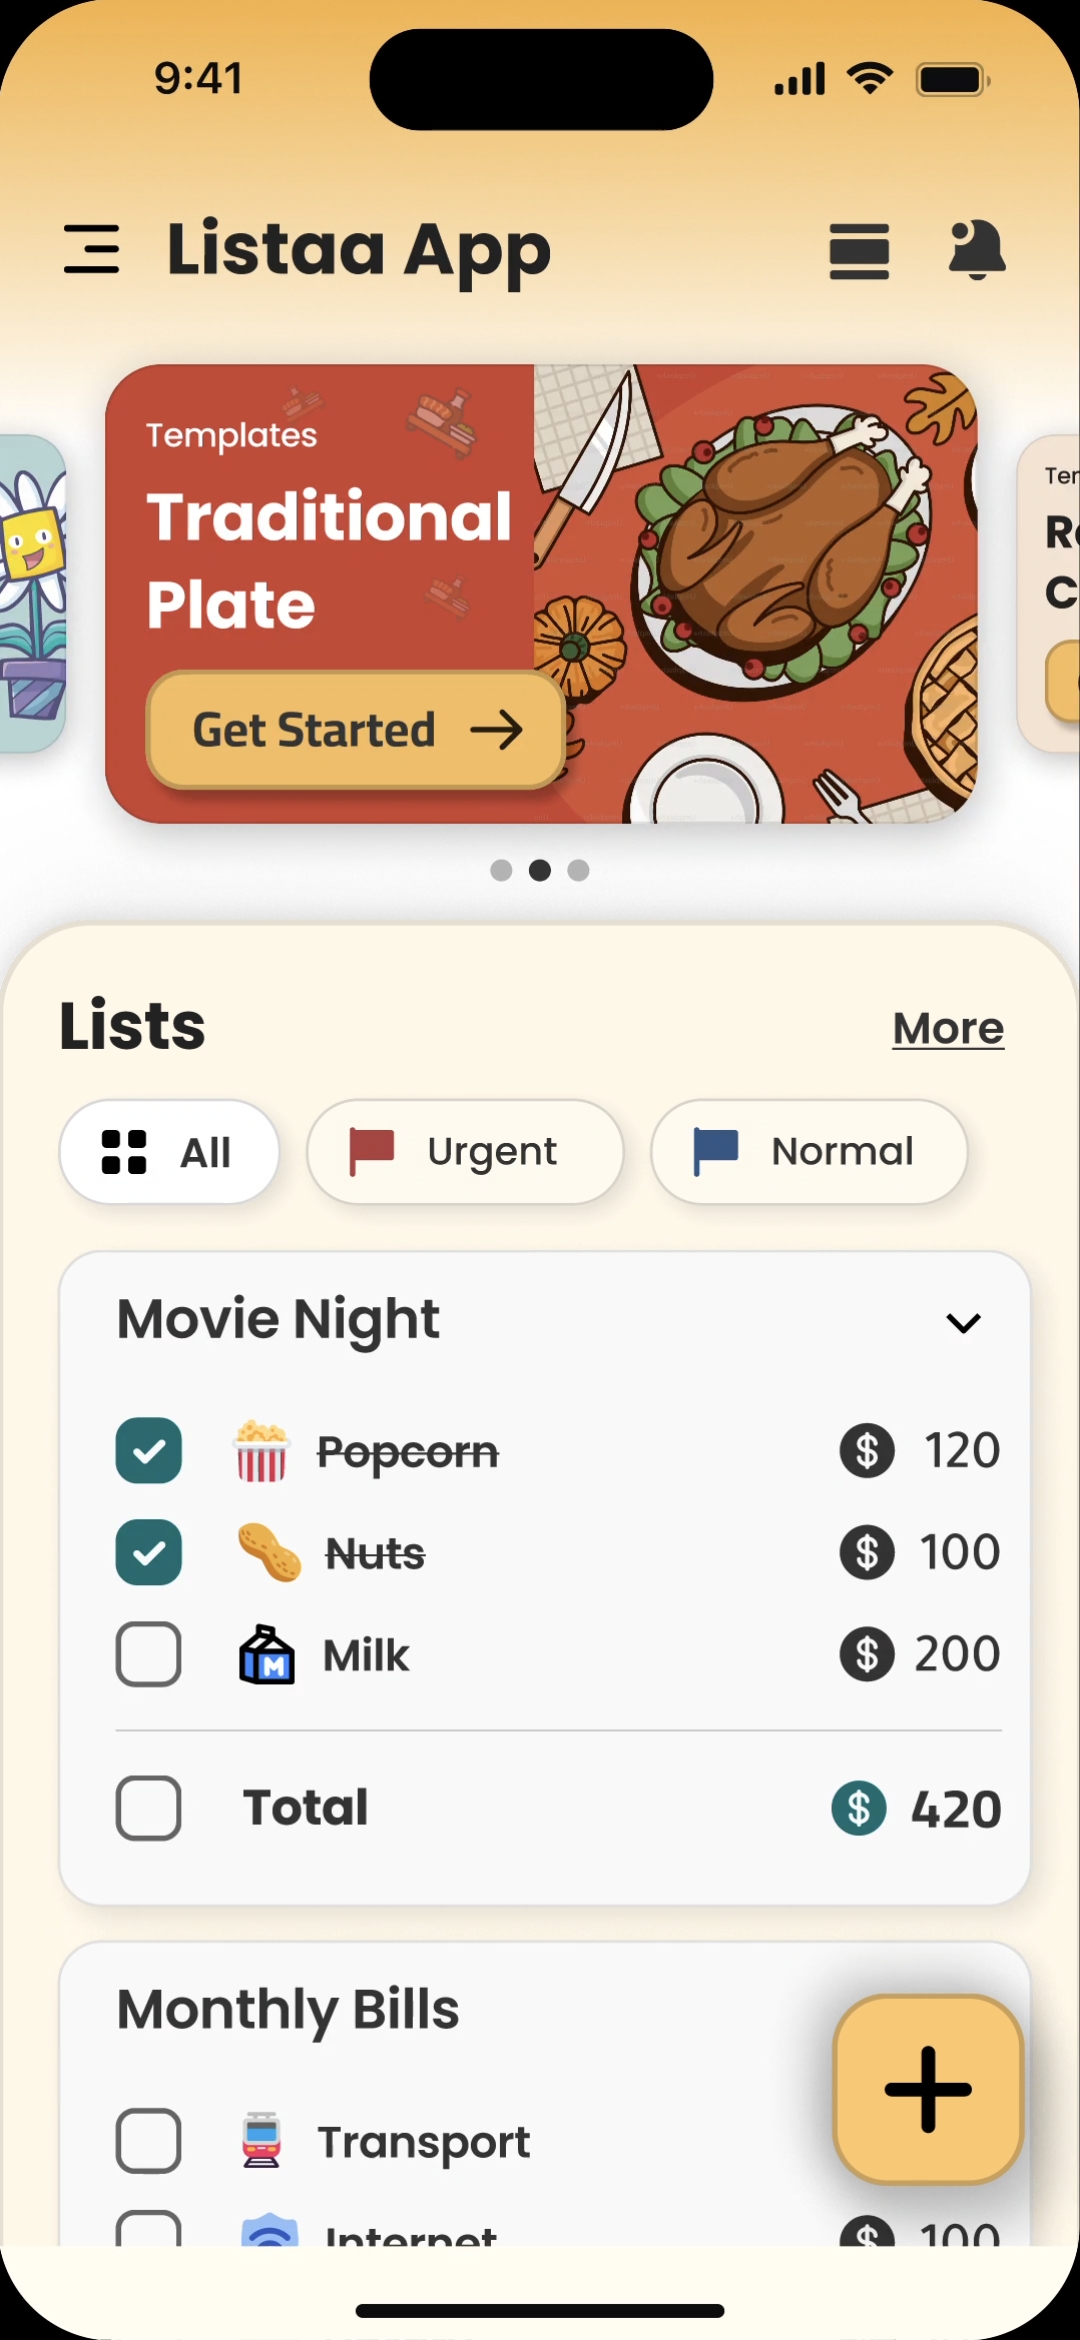 9:41
Listaa App
Templates
Traditional
Plate
Get Started
Lists
More
All
Urgent
Normal
Movie Night
Popcorn
$ 120
Nuts
$ 100
M
Milk
$ 200
Total
$ 420
Monthly Bills
Transport
Internet
$ 100